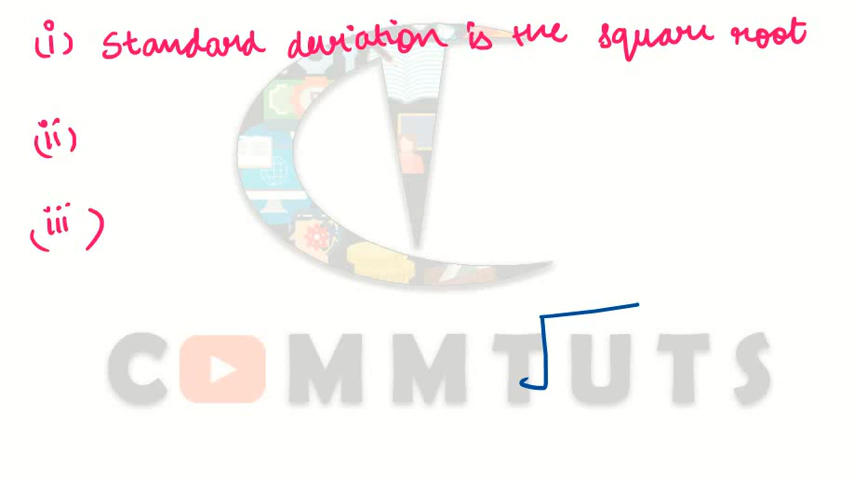 (i) Standard deviation is the square root
(ii)
(iii)
COMMTUTS